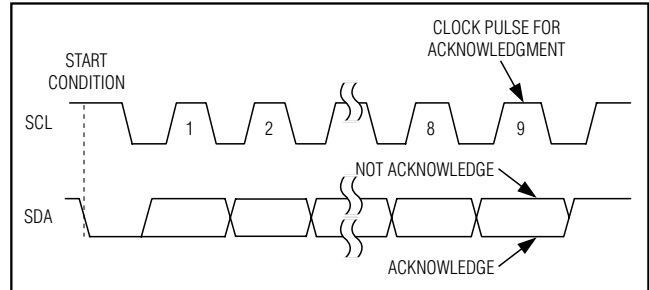 CLOCK PULSE FOR
ACKNOWLEDGMENT
START
CONDITION
SCL
1
2
8
9
NOT ACKNOWLEDGE
SDA
ACKNOWLEDGE